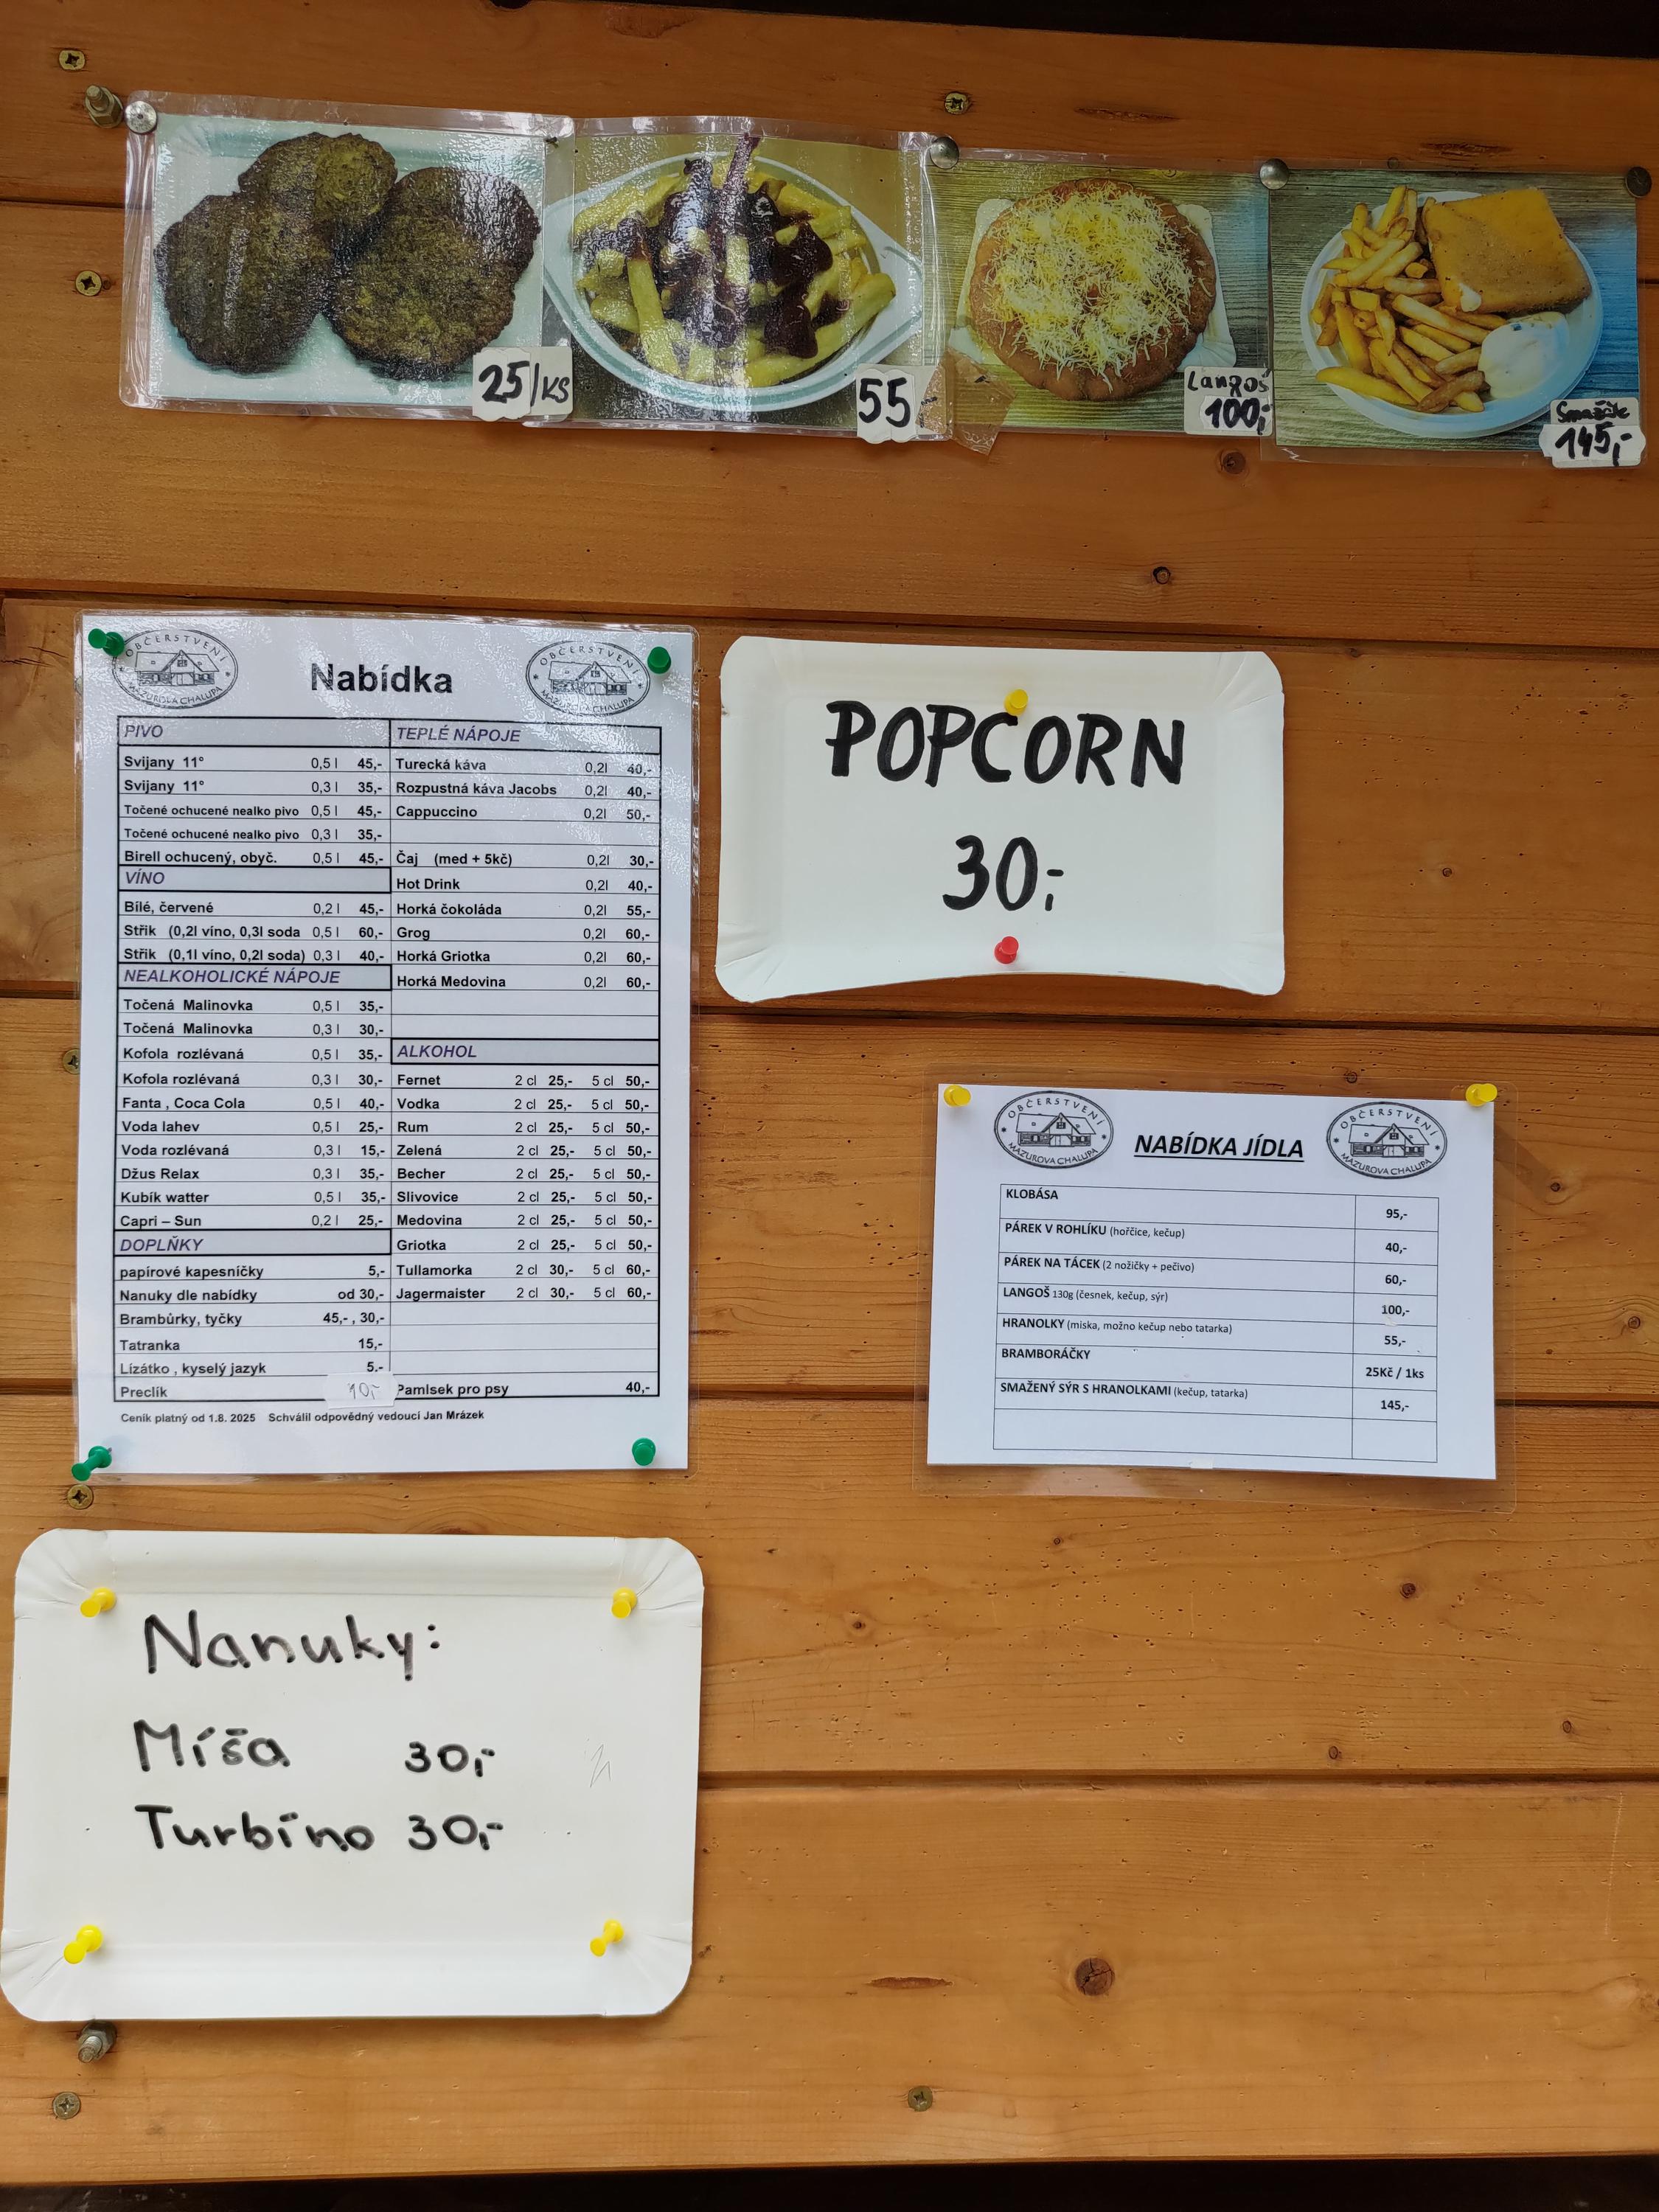 25/KS
55
Langoš
100,-
Smažák
145,-
OBČERSTVENÍ
MAZUROVA CHALUPA
Nabídka
OBČERSTVENÍ
MAZUROVA CHALUPA
PIVO
Svijany 11° 0,5 l 45,-
Svijany 11° 0,3 l 35,-
Točené ochucené nealko pivo 0,5 l 45,-
Točené ochucené nealko pivo 0,3 l 35,-
Birell ochucený, obyč. 0,5 l 45,-
VÍNO
Bílé, červené 0,2 l 45,-
Střik (0,2l víno, 0,3l soda 0,5 l 60,-
Střik (0,1l víno, 0,2l soda) 0,3 l 40,-
NEALKOHOLICKÉ NÁPOJE
Točená Malinovka 0,5 l 35,-
Točená Malinovka 0,3 l 30,-
Kofola rozlévaná 0,5 l 35,-
Kofola rozlévaná 0,3 l 30,-
Fanta , Coca Cola 0,5 l 40,-
Voda lahev 0,5 l 25,-
Voda rozlévaná 0,3 l 15,-
Džus Relax 0,3 l 35,-
Kubík watter 0,5 l 35,-
Capri – Sun 0,2 l 25,-
DOPLŇKY
papírové kapesníčky 5,-
Nanuky dle nabídky od 30,-
Brambůrky, tyčky 45,- , 30,-
Tatranka 15,-
Lízátko , kyselý jazyk 5.-
Preclík 10,-
TEPLÉ NÁPOJE
Turecká káva 0,2l 40,-
Rozpustná káva Jacobs 0,2l 40,-
Cappuccino 0,2l 50,-
Čaj (med + 5kč) 0,2l 30,-
Hot Drink 0,2l 40,-
Horká čokoláda 0,2l 55,-
Grog 0,2l 60,-
Horká Griotka 0,2l 60,-
Horká Medovina 0,2l 60,-
ALKOHOL
Fernet 2 cl 25,- 5 cl 50,-
Vodka 2 cl 25,- 5 cl 50,-
Rum 2 cl 25,- 5 cl 50,-
Zelená 2 cl 25,- 5 cl 50,-
Becher 2 cl 25,- 5 cl 50,-
Slivovice 2 cl 25,- 5 cl 50,-
Medovina 2 cl 25,- 5 cl 50,-
Griotka 2 cl 25,- 5 cl 50,-
Tullamorka 2 cl 30,- 5 cl 60,-
Jagermaister 2 cl 30,- 5 cl 60,-
Pamlsek pro psy 40,-
Ceník platný od 1.8. 2025 Schválil odpovědný vedoucí Jan Mrázek
POPCORN
30,-
OBČERSTVENÍ
MAZUROVA CHALUPA
NABÍDKA JÍDLA
OBČERSTVENÍ
MAZUROVA CHALUPA
KLOBÁSA 95,-
PÁREK V ROHLÍKU (hořčice, kečup) 40,-
PÁREK NA TÁCEK (2 nožičky + pečivo) 60,-
LANGOŠ 130g (česnek, kečup, sýr) 100,-
HRANOLKY (miska, možno kečup nebo tatarka) 55,-
BRAMBORÁČKY 25Kč / 1ks
SMAŽENÝ SÝR S HRANOLKAMI (kečup, tatarka) 145,-
Nanuky:
Míša 30,-
Turbíno 30,-